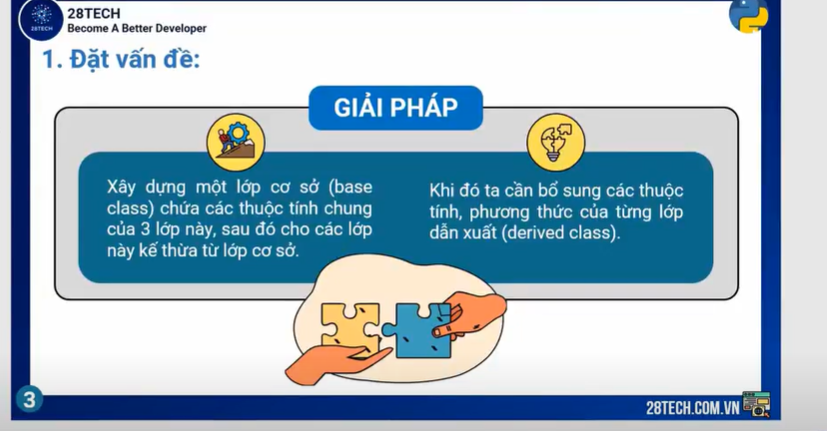 28TECH
Become A Better Developer
28TECH
1. Đặt vấn đề:
GIẢI PHÁP
Xây dựng một lớp cơ sở (base
class) chứa các thuộc tính chung
của 3 lớp này, sau đó cho các lớp
này kế thừa từ lớp cơ sở.
Khi đó ta cần bổ sung các thuộc
tính, phương thức của từng lớp
dẫn xuất (derived class).
3
28TECH.COM.VN